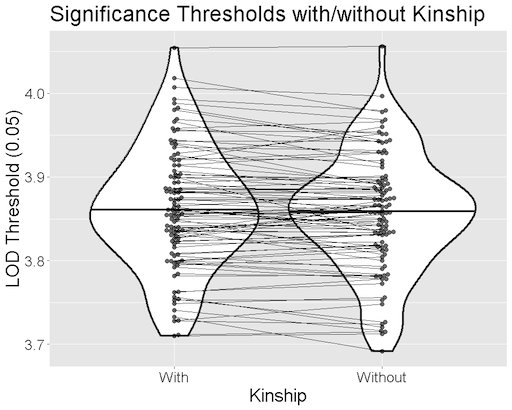 Significance Thresholds with/without Kinship
LOD Threshold (0.05)
4.0
3.9
3.8
3.7
With
Without
Kinship